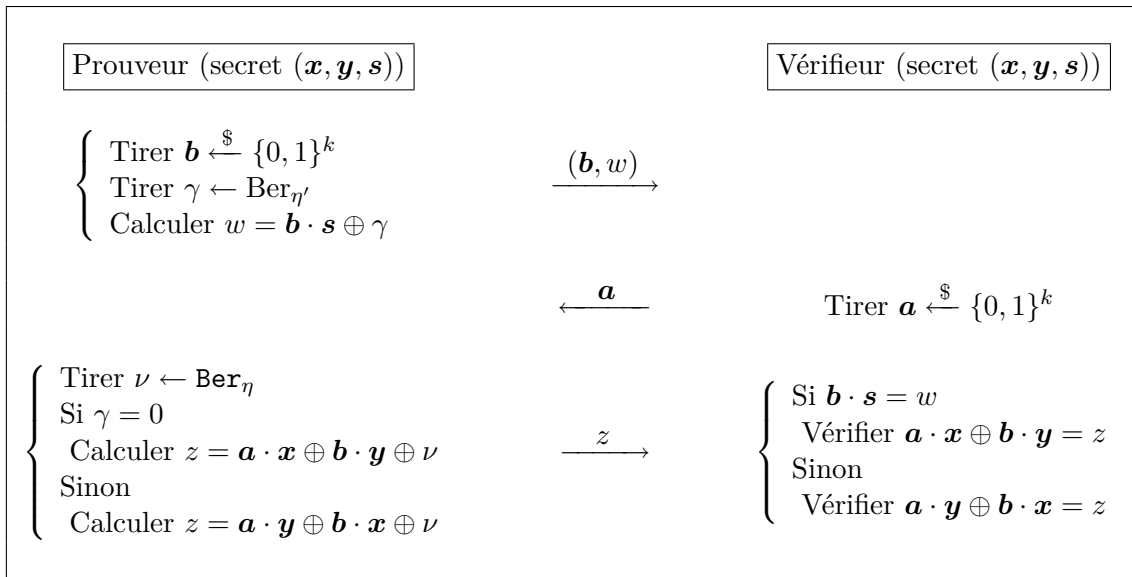 Prouveur (secret (x, y, s))
Vérifieur (secret (x, y, s))
Tirer b $← {0, 1}^k
Tirer γ ← Ber_η′
Calculer w = b · s ⊕ γ
(b, w)
a
Tirer a $← {0, 1}^k
Tirer ν ← Ber_η
Si γ = 0
Calculer z = a · x ⊕ b · y ⊕ ν
Sinon
Calculer z = a · y ⊕ b · x ⊕ ν
z
Si b · s = w
Vérifier a · x ⊕ b · y = z
Sinon
Vérifier a · y ⊕ b · x = z